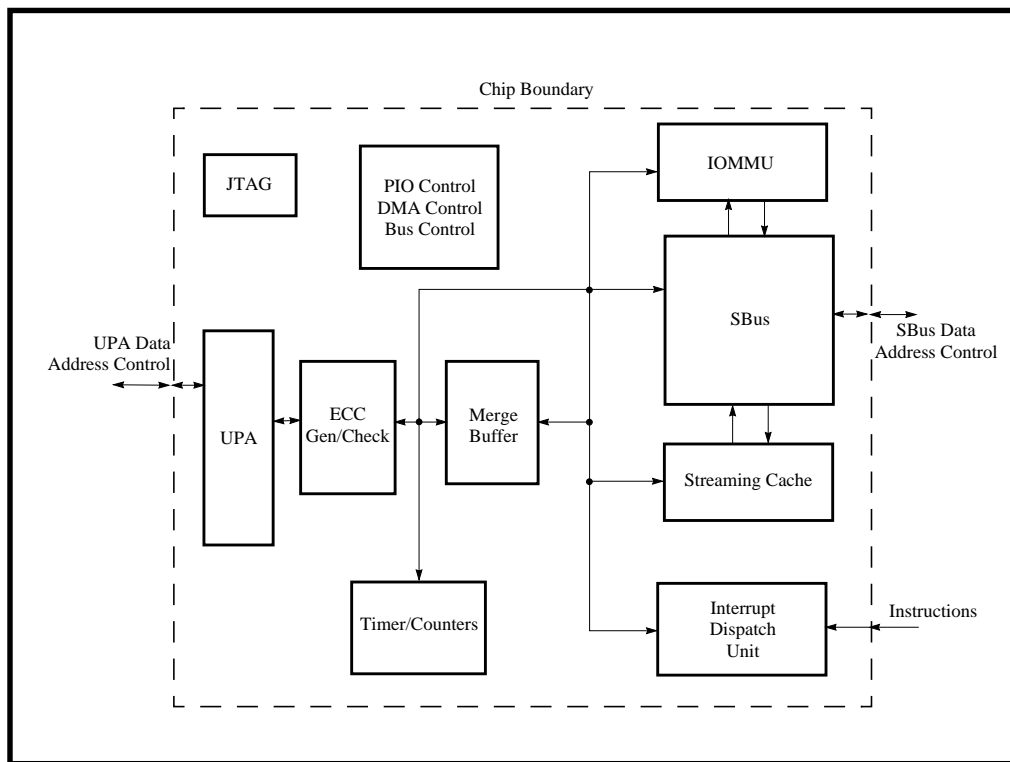 Chip Boundary
JTAG
PIO Control
DMA Control
Bus Control
IOMMU
SBus
UPA Data
Address Control
SBus Data
Address Control
UPA
ECC
Gen/Check
Merge
Buffer
Streaming Cache
Timer/Counters
Interrupt
Dispatch
Unit
Instructions